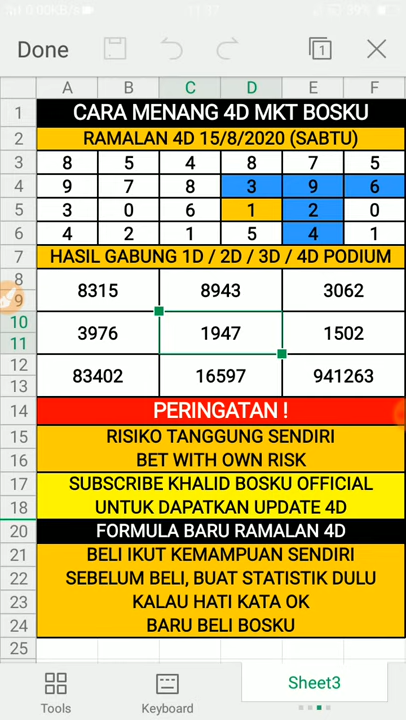 0.00KB/s 39%
Done 1
A B C D E F
1 CARA MENANG 4D MKT BOSKU
2 RAMALAN 4D 15/8/2020 (SABTU)
3 8 5 4 8 7 5
4 9 7 8 3 9 6
5 3 0 6 1 2 0
6 4 2 1 5 4 1
7 HASIL GABUNG 1D / 2D / 3D / 4D PODIUM
8 8315 8943 3062
9
10 3976 1947 1502
11
12 83402 16597 941263
13
14 PERINGATAN !
15 RISIKO TANGGUNG SENDIRI
16 BET WITH OWN RISK
17 SUBSCRIBE KHALID BOSKU OFFICIAL
18 UNTUK DAPATKAN UPDATE 4D
20 FORMULA BARU RAMALAN 4D
21 BELI IKUT KEMAMPUAN SENDIRI
22 SEBELUM BELI, BUAT STATISTIK DULU
23 KALAU HATI KATA OK
24 BARU BELI BOSKU
25
Tools Keyboard Sheet3